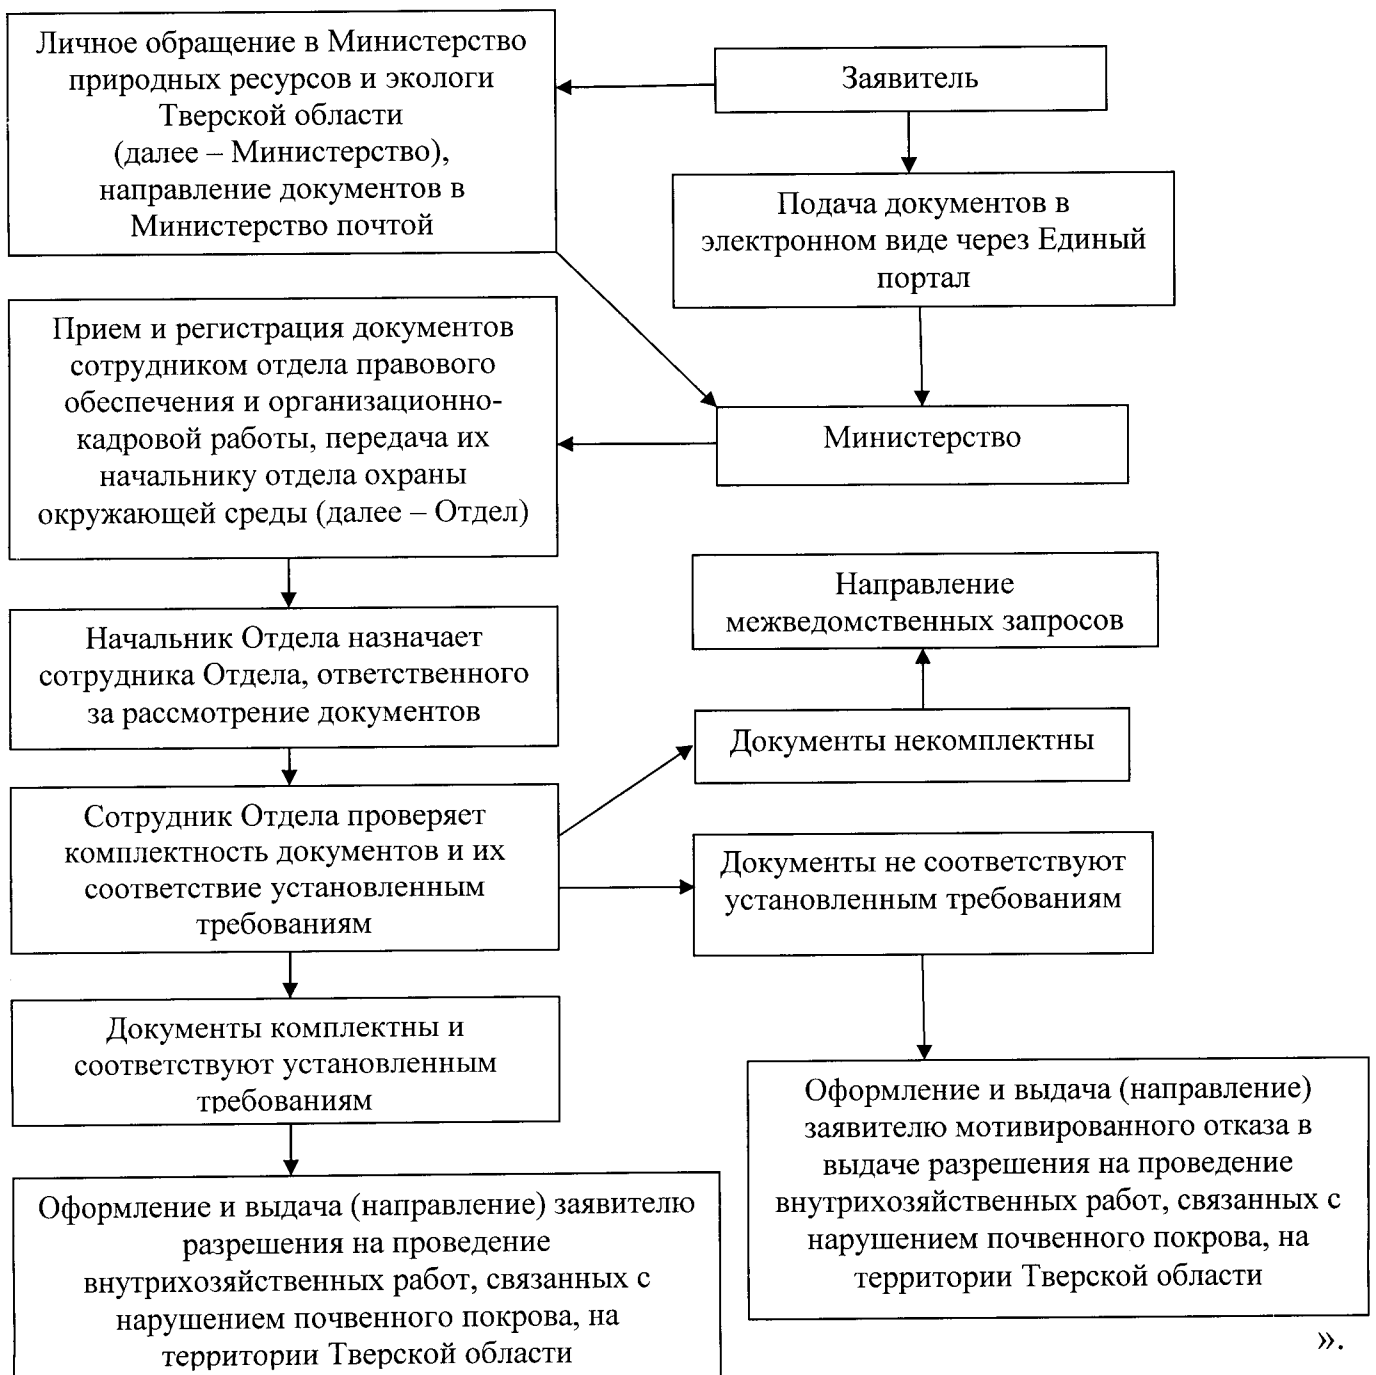 Личное обращение в Министерство
природных ресурсов и экологи
Тверской области
(далее – Министерство),
направление документов в
Министерство почтой
Заявитель
Подача документов в
электронном виде через Единый
портал
Прием и регистрация документов
сотрудником отдела правового
обеспечения и организационно-
кадровой работы, передача их
начальнику отдела охраны
окружающей среды (далее – Отдел)
Министерство
Направление
межведомственных запросов
Начальник Отдела назначает
сотрудника Отдела, ответственного
за рассмотрение документов
Документы некомплектны
Сотрудник Отдела проверяет
комплектность документов и их
соответствие установленным
требованиям
Документы не соответствуют
установленным требованиям
Документы комплектны и
соответствуют установленным
требованиям
Оформление и выдача (направление)
заявителю мотивированного отказа в
выдаче разрешения на проведение
внутрихозяйственных работ, связанных с
нарушением почвенного покрова, на
территории Тверской области
Оформление и выдача (направление) заявителю
разрешения на проведение
внутрихозяйственных работ, связанных с
нарушением почвенного покрова, на
территории Тверской области
».